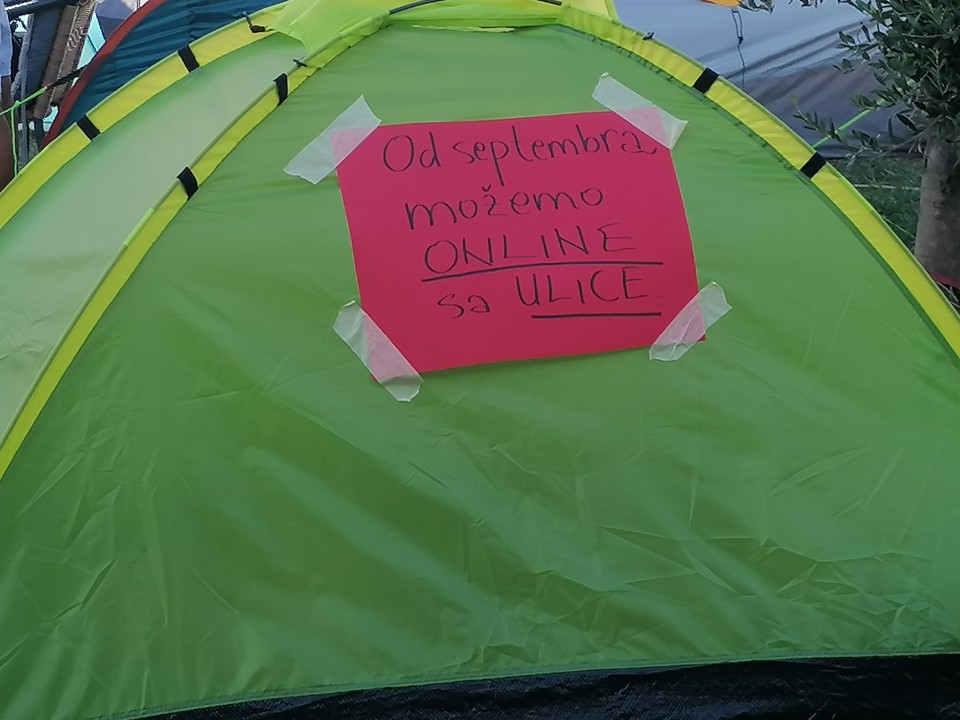 Od septembra
možemo
ONLINE
sa ULICE.